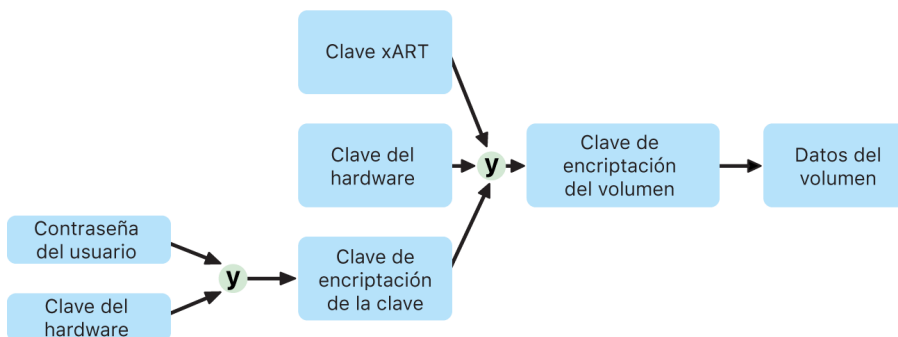 Clave xART
Clave del
hardware
y
Clave de
encriptación
del volumen
Datos del
volumen
Contraseña
del usuario
y
Clave de
encriptación
de la clave
Clave del
hardware